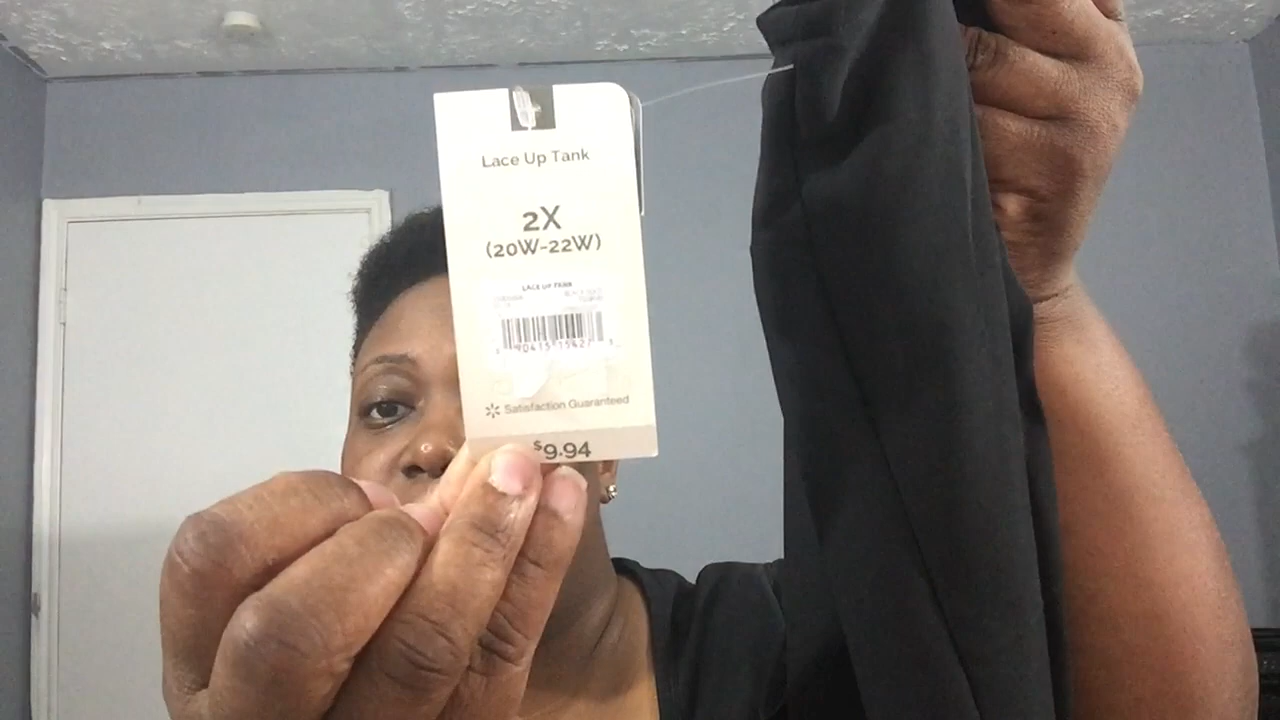 Lace Up Tank
2X
(20W-22W)
LACE UP TANK
Satisfaction Guaranteed
$9.94